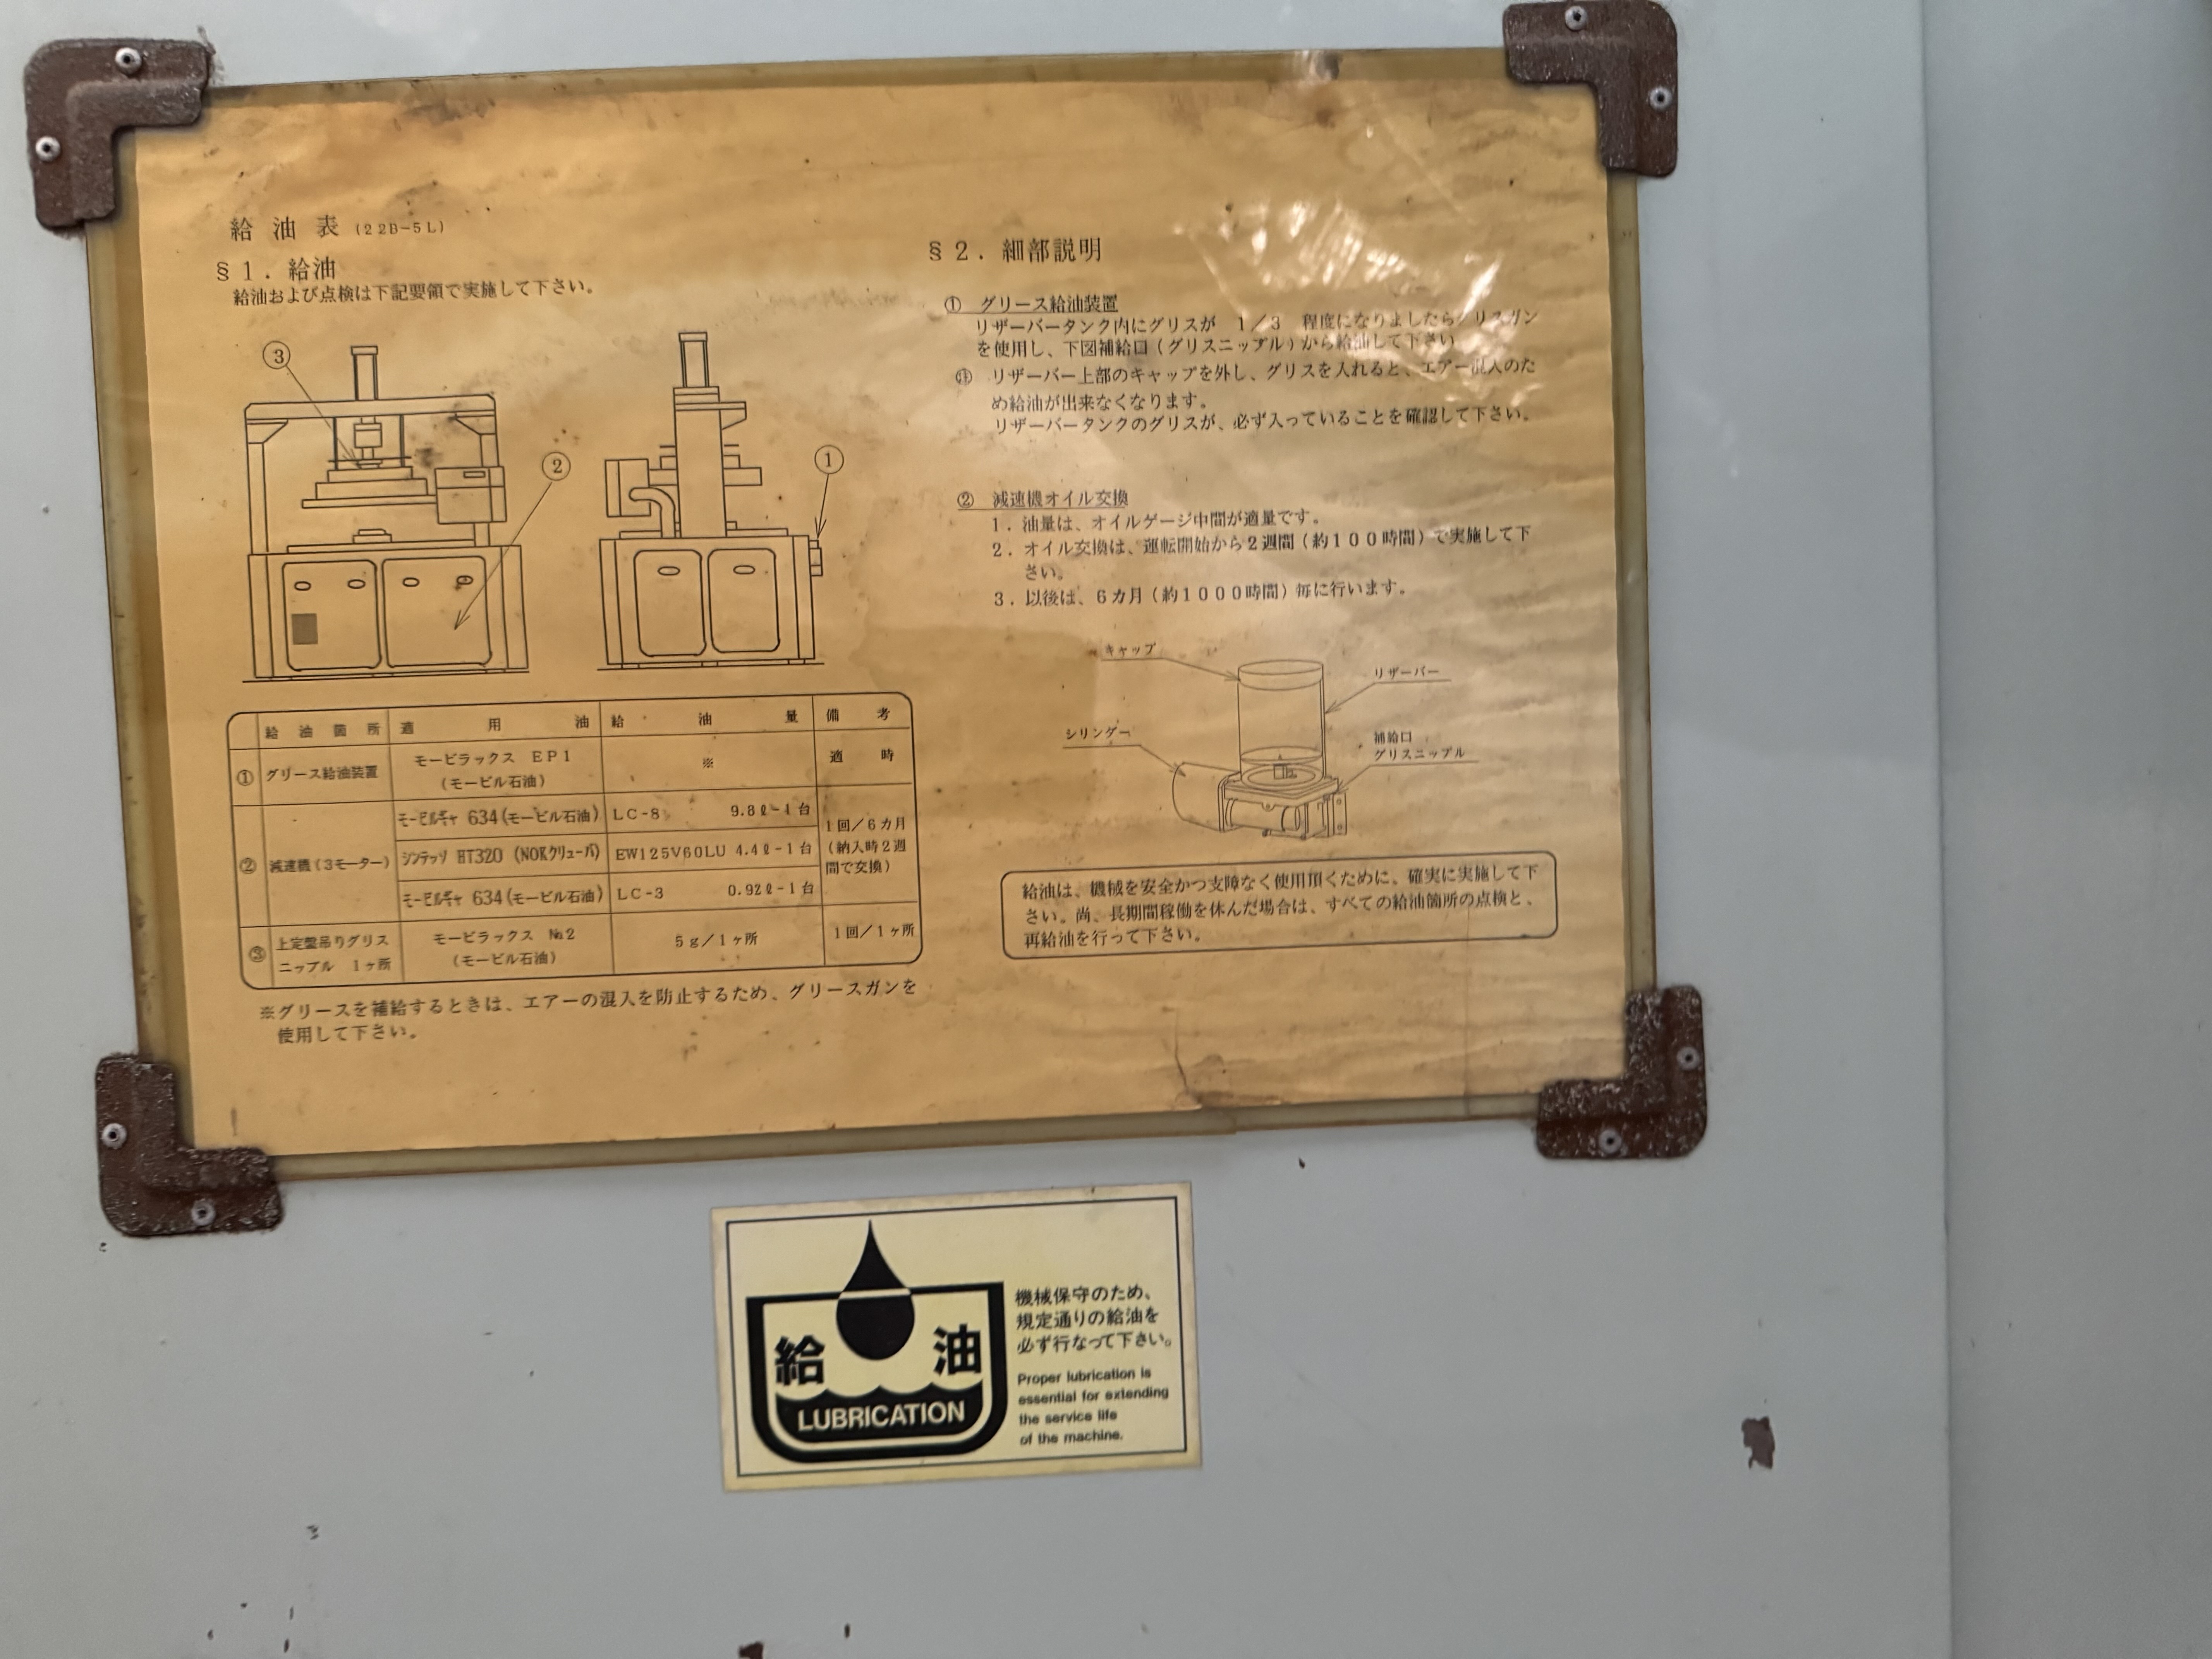 給油表(22B-5L)
§1.給油
給油および点検は下記要領で実施して下さい。
③
②
①
給油箇所 適用油 給油量 備考
① グリース給油装置 モービラックス EP1 (モービル石油) ※ 適時
② 減速機(3モーター) モービルギヤ 634(モービル石油) LC-8 9.8ℓ-1台 1回/6カ月(納入時2週間で交換)
シンテッソ HT320 (NOKクリューバ) EW125V60LU 4.4ℓ-1台
モービルギヤ 634(モービル石油) LC-3 0.92ℓ-1台
③ 上定盤吊りグリスニップル 1ヶ所 モービラックス №2 (モービル石油) 5g/1ヶ所 1回/1ヶ所
※グリースを補給するときは、エアーの混入を防止するため、グリースガンを
使用して下さい。
§2.細部説明
① グリース給油装置
リザーバータンク内にグリスが 1/3 程度になりましたらグリスガン
を使用し、下図補給口(グリスニップル)から給油して下さい
注 リザーバー上部のキャップを外し、グリスを入れると、エアー混入のた
め給油が出来なくなります。
リザーバータンクのグリスが、必ず入っていることを確認して下さい。
② 減速機オイル交換
1.油量は、オイルゲージ中間が適量です。
2.オイル交換は、運転開始から2週間(約100時間)で実施して下
さい。
3.以後は、6カ月(約1000時間)毎に行います。
キャップ
リザーバー
シリンダー
補給口
グリスニップル
給油は、機械を安全かつ支障なく使用頂くために、確実に実施して下
さい。尚、長期間稼働を休んだ場合は、すべての給油箇所の点検と、
再給油を行って下さい。
給油
LUBRICATION
機械保守のため、
規定通りの給油を
必ず行なって下さい。
Proper lubrication is
essential for extending
the service life
of the machine.